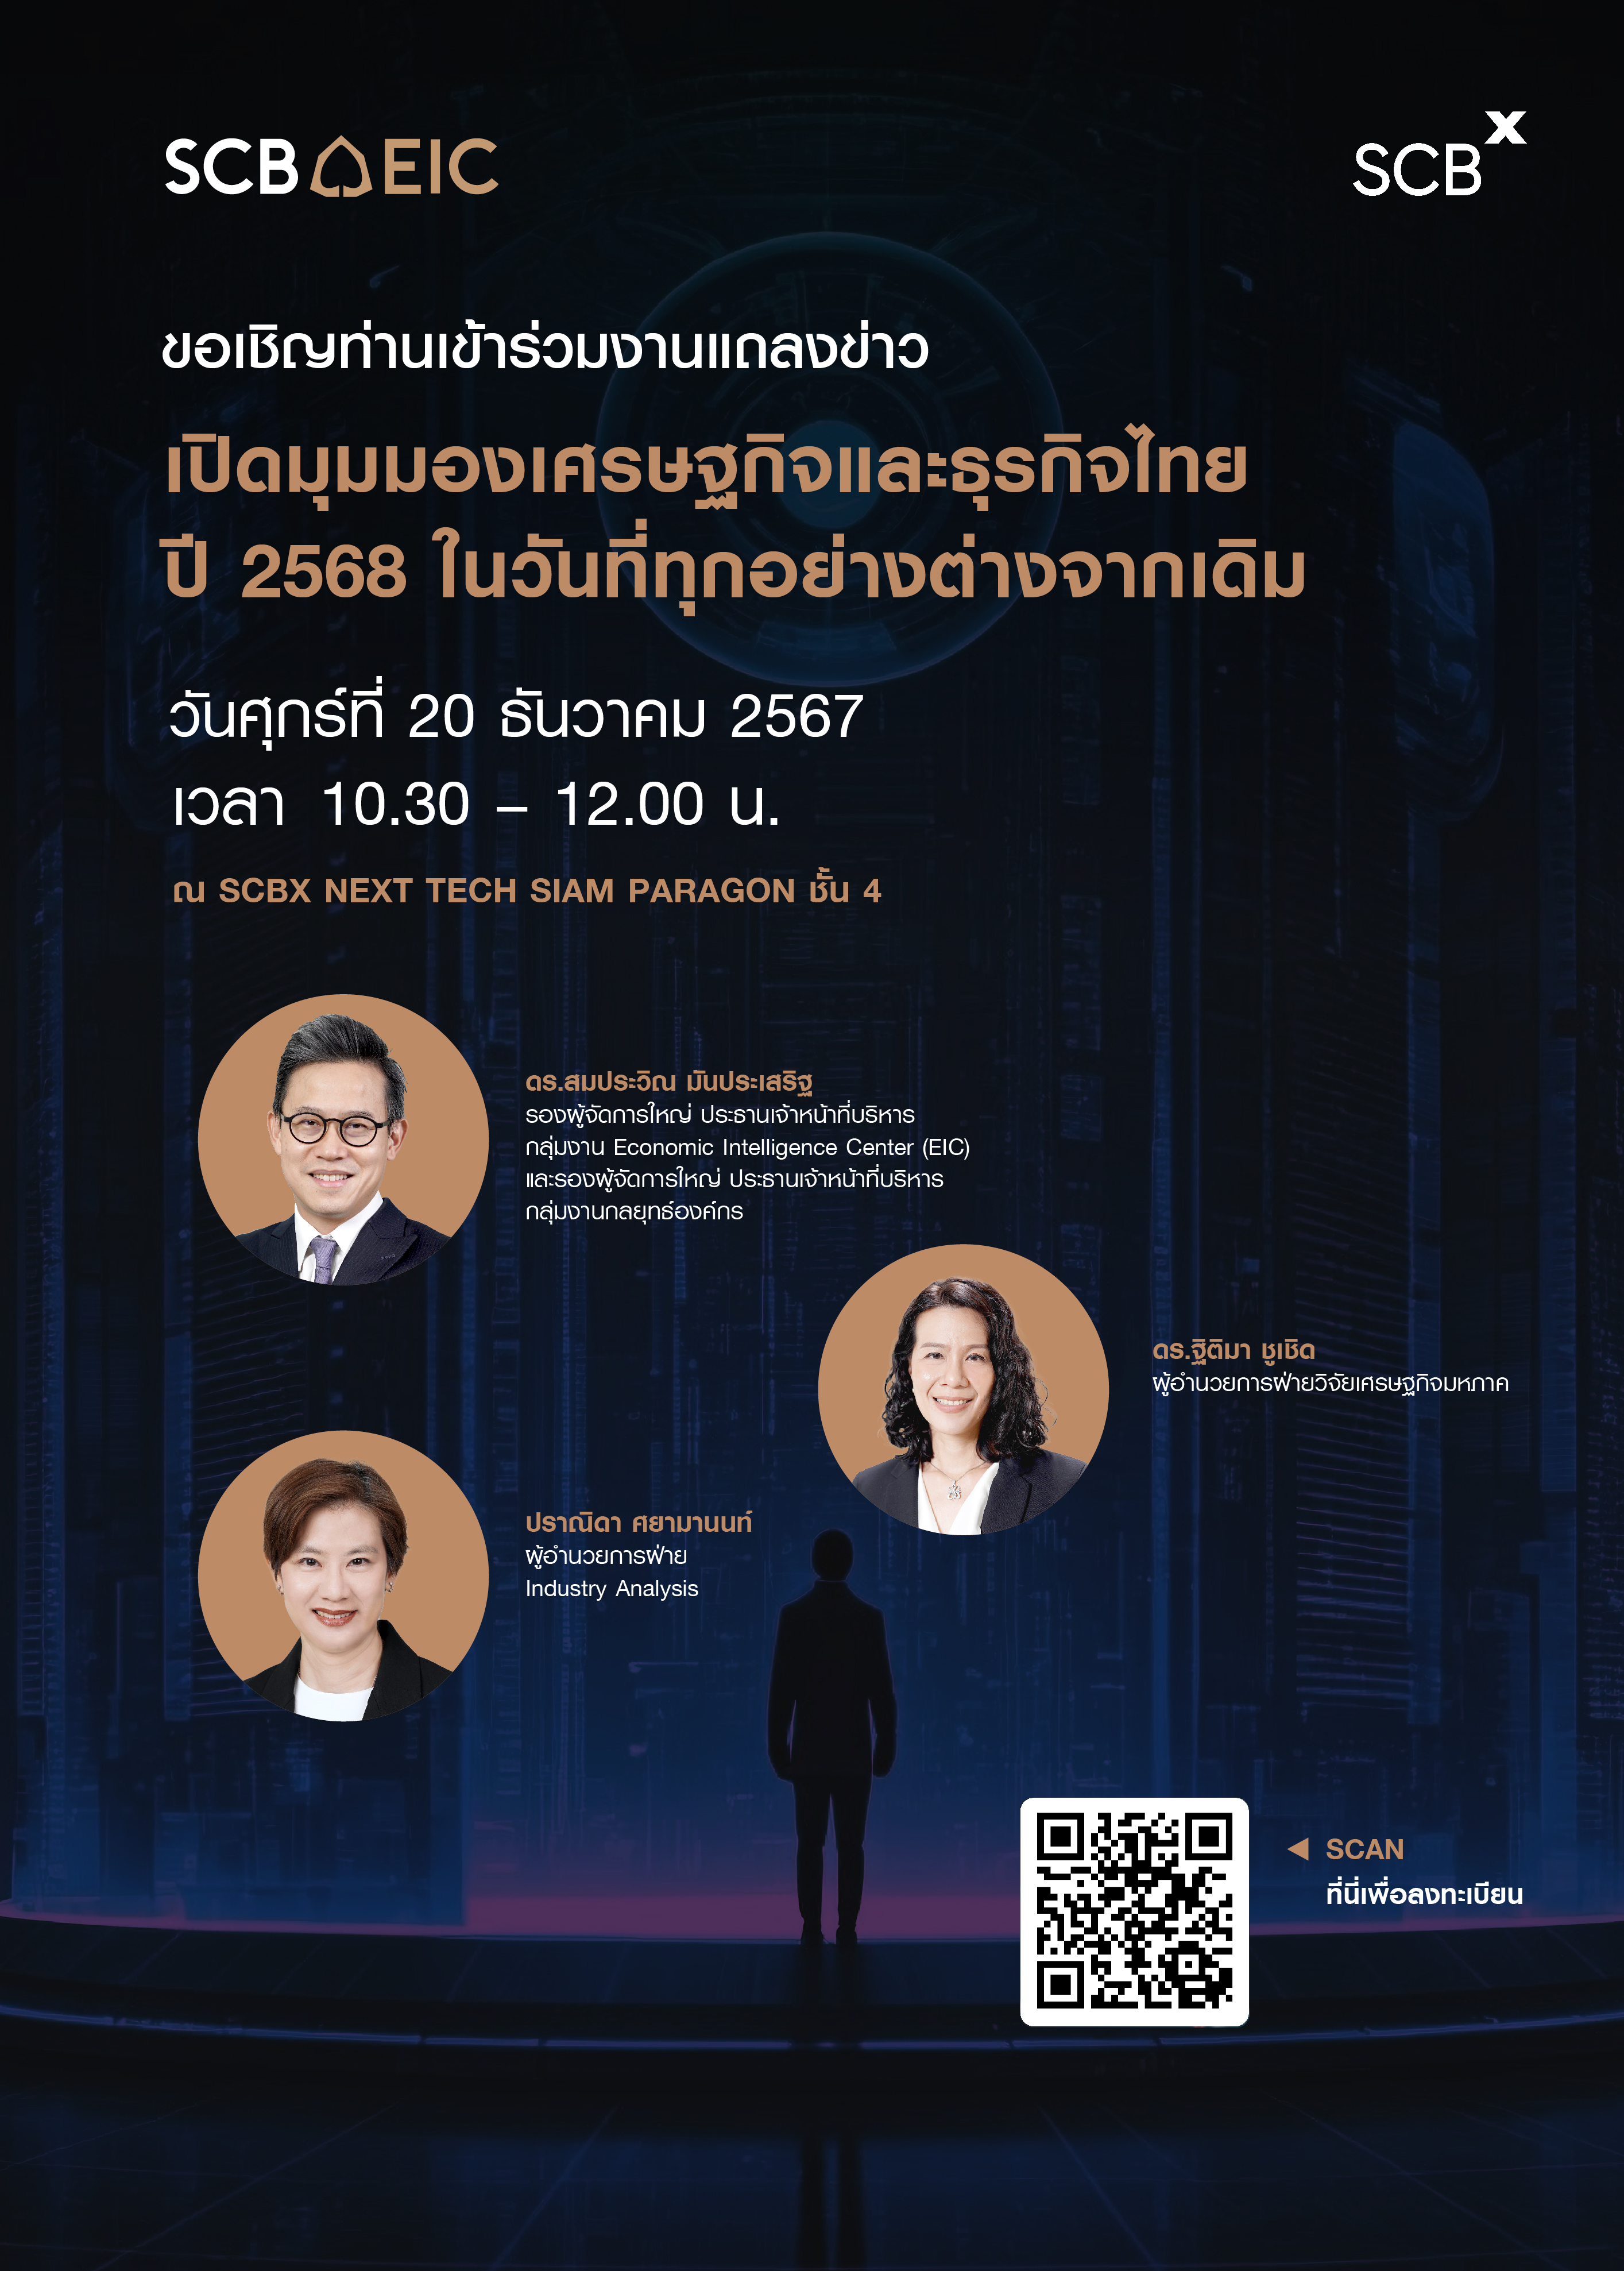 SCB EIC
SCB X
ขอเชิญท่านเข้าร่วมงานแถลงข่าว
เปิดมุมมองเศรษฐกิจและธุรกิจไทย
ปี 2568 ในวันที่ทุกอย่างต่างจากเดิม
วันศุกร์ที่ 20 ธันวาคม 2567
เวลา 10.30 – 12.00 น.
ณ SCBX NEXT TECH SIAM PARAGON ชั้น 4
ดร.สมประวิณ มันประเสริฐ
รองผู้จัดการใหญ่ ประธานเจ้าหน้าที่บริหาร
กลุ่มงาน Economic Intelligence Center (EIC)
และรองผู้จัดการใหญ่ ประธานเจ้าหน้าที่บริหาร
กลุ่มงานกลยุทธ์องค์กร
ดร.ฐิติมา ชูเชิด
ผู้อำนวยการฝ่ายวิจัยเศรษฐกิจมหภาค
ปราณิดา ศยามานนท์
ผู้อำนวยการฝ่าย
Industry Analysis
SCAN
ที่นี่เพื่อลงทะเบียน